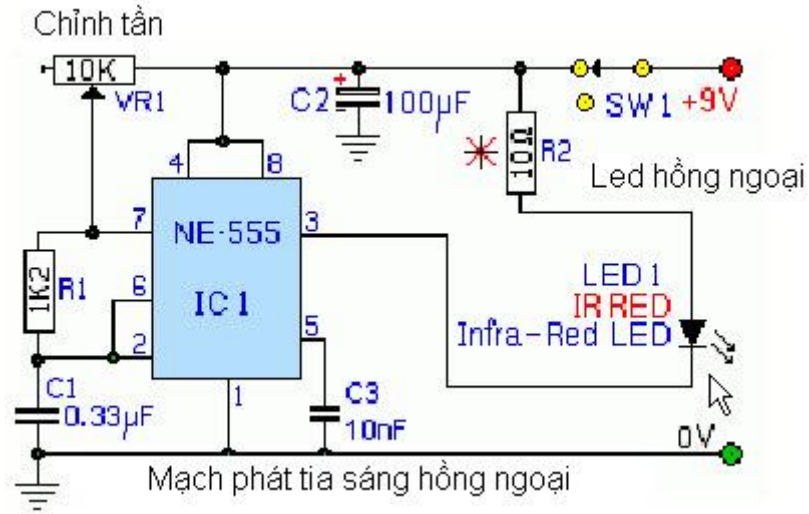 Chỉnh tần
10K
VR1
C2
+
100µF
SW1 +9V
10Ω
R2
Led hồng ngoại
4
8
7
NE-555
3
6
IC1
5
2
1
1K2
R1
LED1
IR RED
Infra-Red LED
C1
0.33µF
C3
10nF
0V
Mạch phát tia sáng hồng ngoại